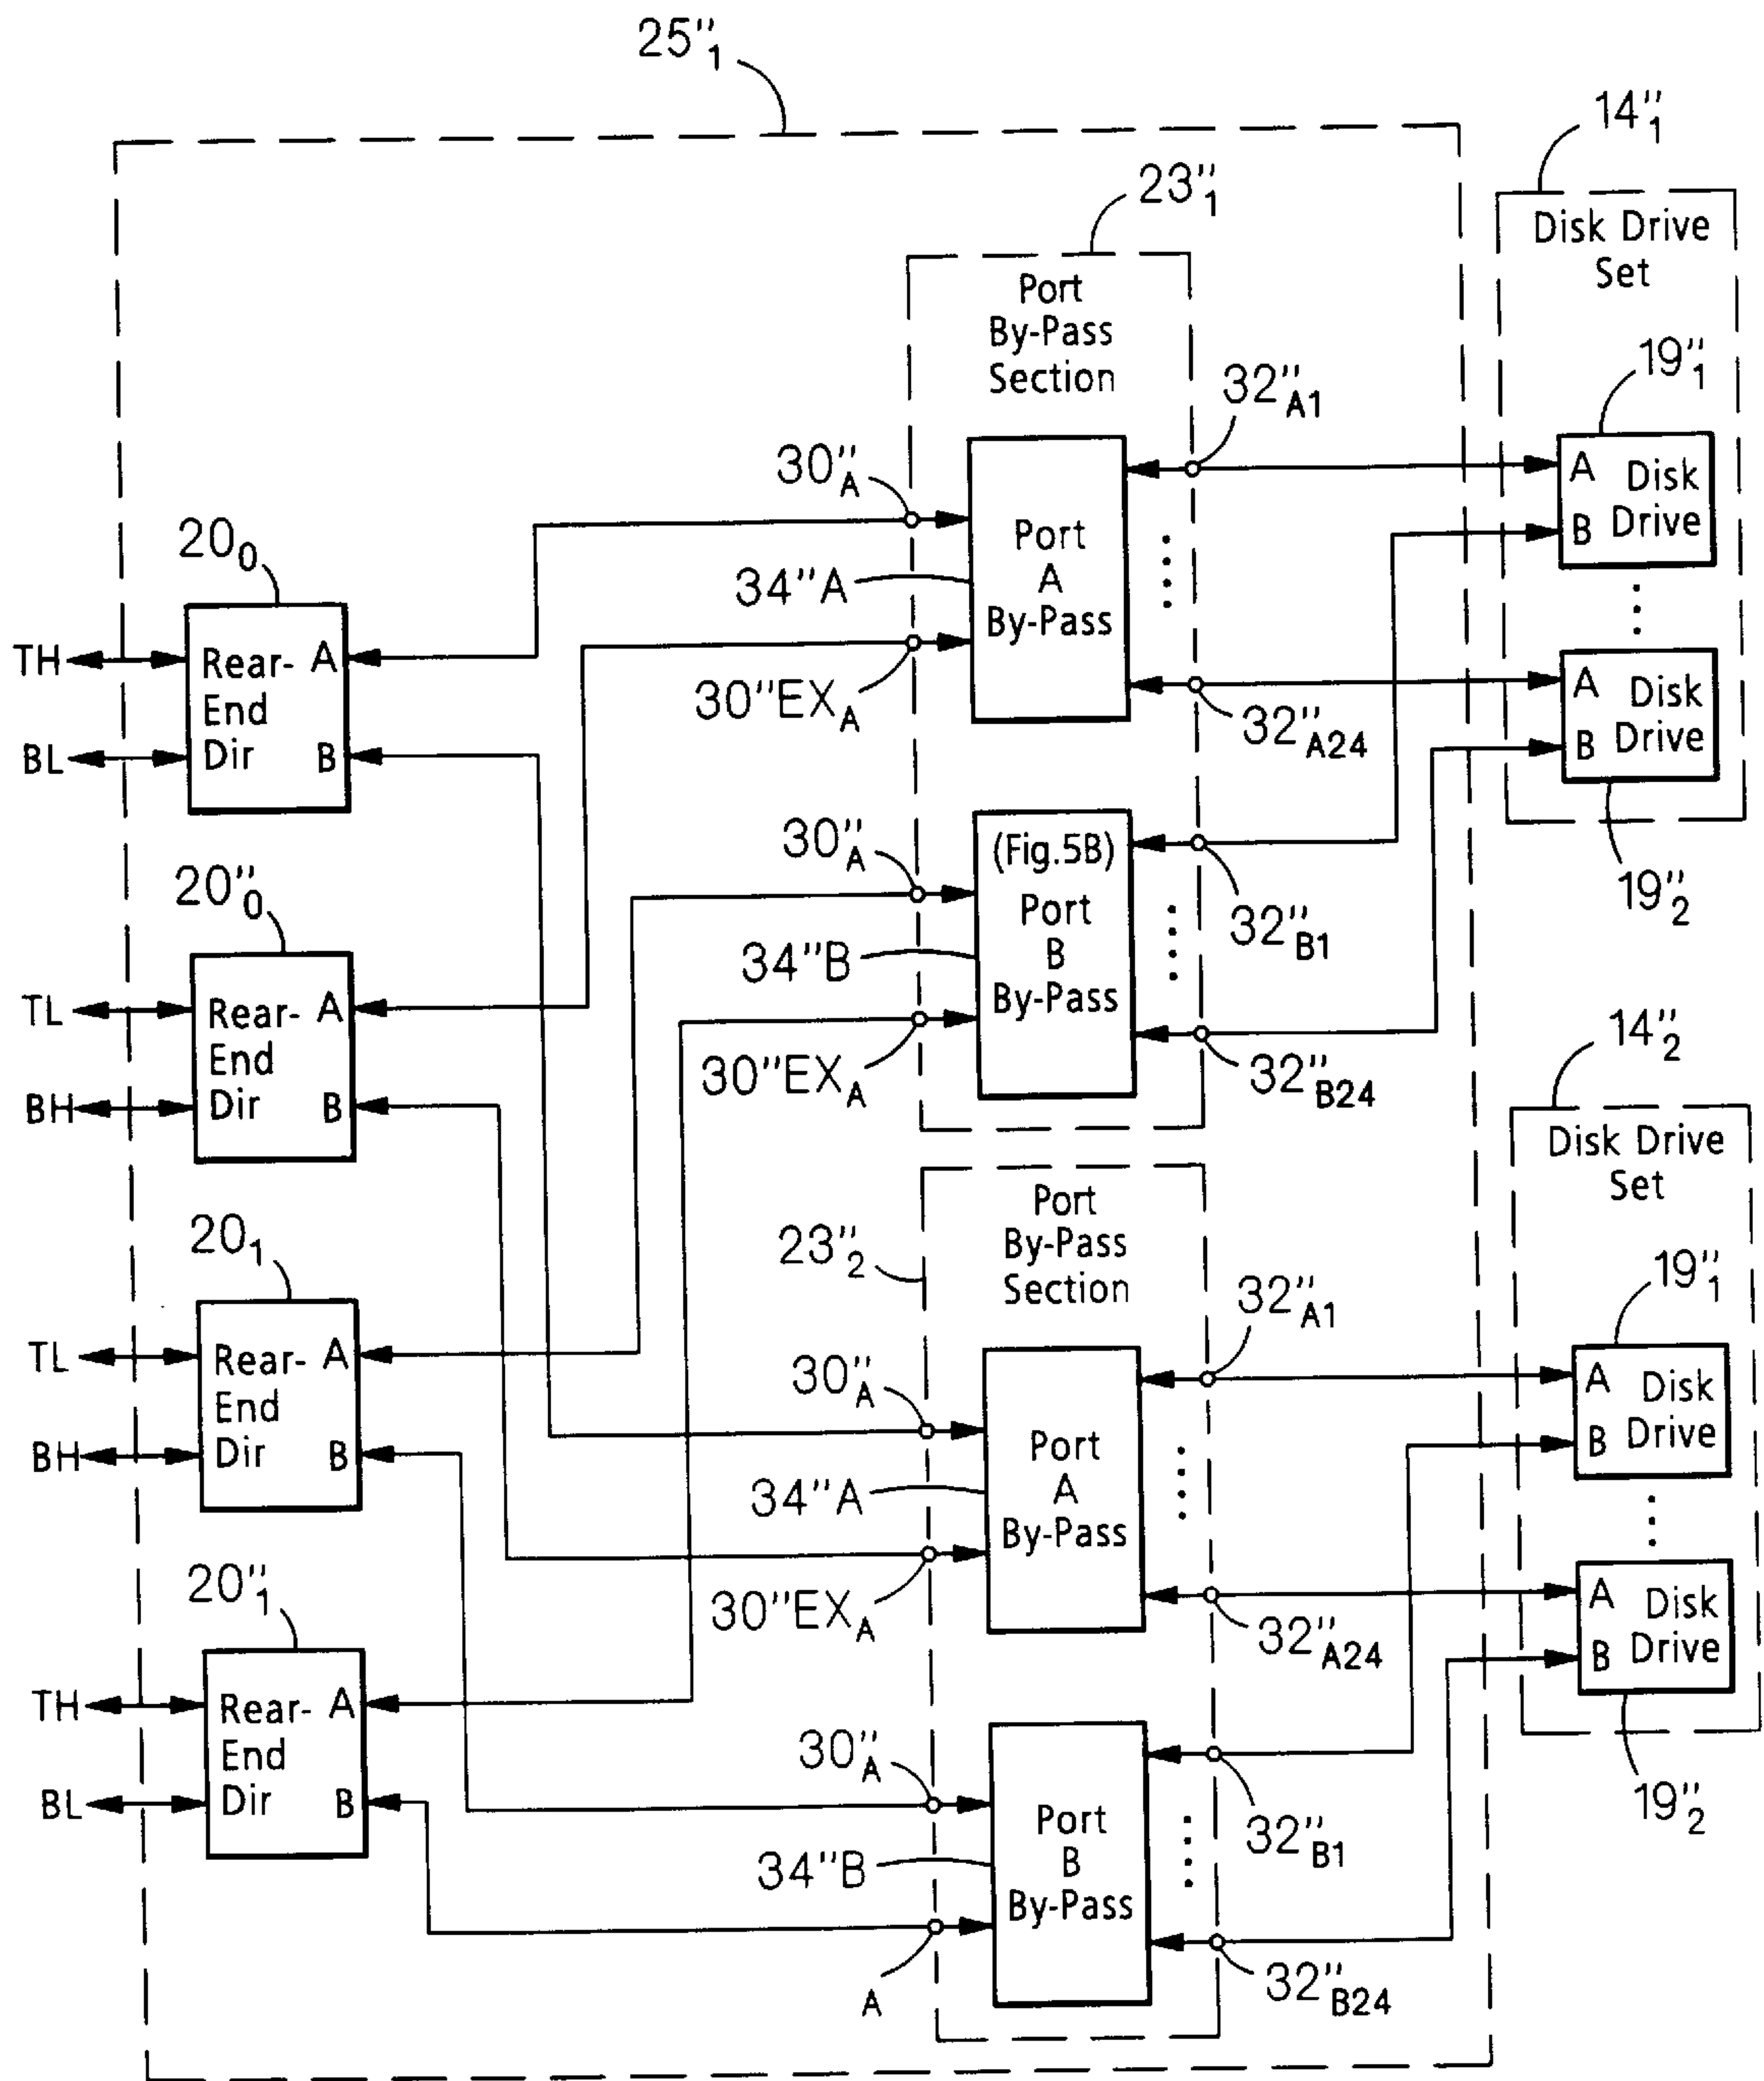 25"1
14"1
23"1
Disk Drive
Set
Port
By-Pass
Section
32"A1
19"1
30"A
A Disk
B Drive
200
Port
A
By-Pass
34"A
TH
Rear- A
End
Dir B
BL
30"EXA
32"A24
A Disk
B Drive
30"A
(Fig.5B)
Port
B
By-Pass
19"2
20"0
32"B1
34"B
TL
Rear- A
End
Dir B
BH
30"EXA
32"B24
14"2
Disk Drive
Set
Port
By-Pass
Section
201
23"2
32"A1
19"1
TL
Rear- A
End
Dir B
BH
30"A
A Disk
B Drive
Port
A
By-Pass
34"A
20"1
30"EXA
32"A24
A Disk
B Drive
TH
Rear- A
End
Dir B
BL
30"A
19"2
Port
B
By-Pass
32"B1
34"B
A
32"B24